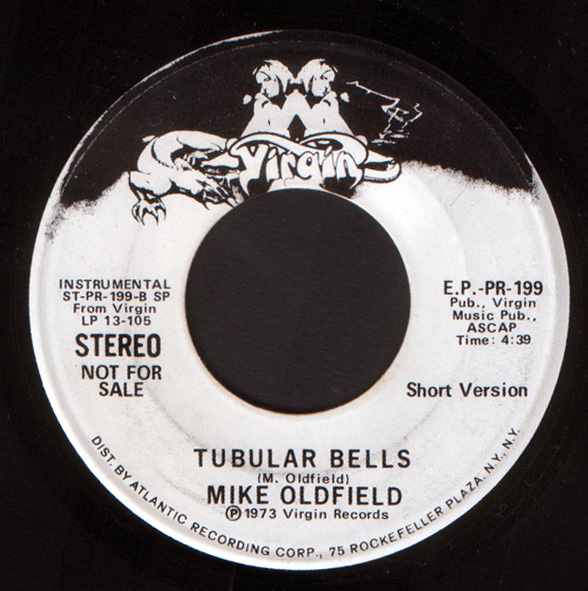 Virgin
INSTRUMENTAL
ST-PR-199-B SP
From Virgin
LP 13-105
STEREO
NOT FOR
SALE
E.P.-PR-199
Pub., Virgin
Music Pub.,
ASCAP
Time: 4:39
Short Version
TUBULAR BELLS
(M. Oldfield)
MIKE OLDFIELD
Ⓟ1973 Virgin Records
DIST. BY ATLANTIC RECORDING CORP., 75 ROCKEFELLER PLAZA, N.Y., N.Y.